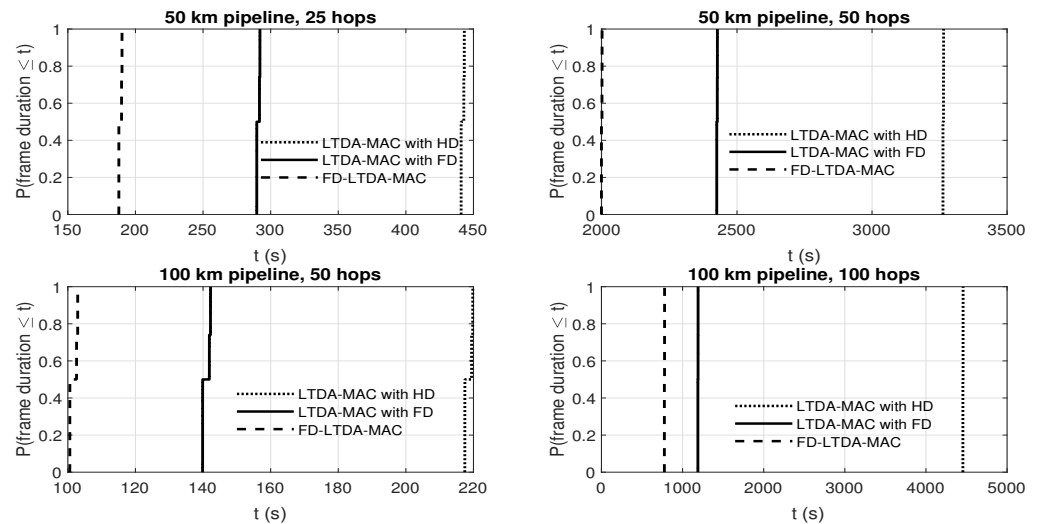 50 km pipeline, 25 hops
P(frame duration ≤ t)
1
0.8
0.6
0.4
0.2
0
LTDA-MAC with HD
LTDA-MAC with FD
FD-LTDA-MAC
150 200 250 300 350 400 450
t (s)
50 km pipeline, 50 hops
P(frame duration ≤ t)
1
0.8
0.6
0.4
0.2
0
LTDA-MAC with HD
LTDA-MAC with FD
FD-LTDA-MAC
2000 2500 3000 3500
t (s)
100 km pipeline, 50 hops
P(frame duration ≤ t)
1
0.8
0.6
0.4
0.2
0
LTDA-MAC with HD
LTDA-MAC with FD
FD-LTDA-MAC
100 120 140 160 180 200 220
t (s)
100 km pipeline, 100 hops
P(frame duration ≤ t)
1
0.8
0.6
0.4
0.2
0
LTDA-MAC with HD
LTDA-MAC with FD
FD-LTDA-MAC
0 1000 2000 3000 4000 5000
t (s)